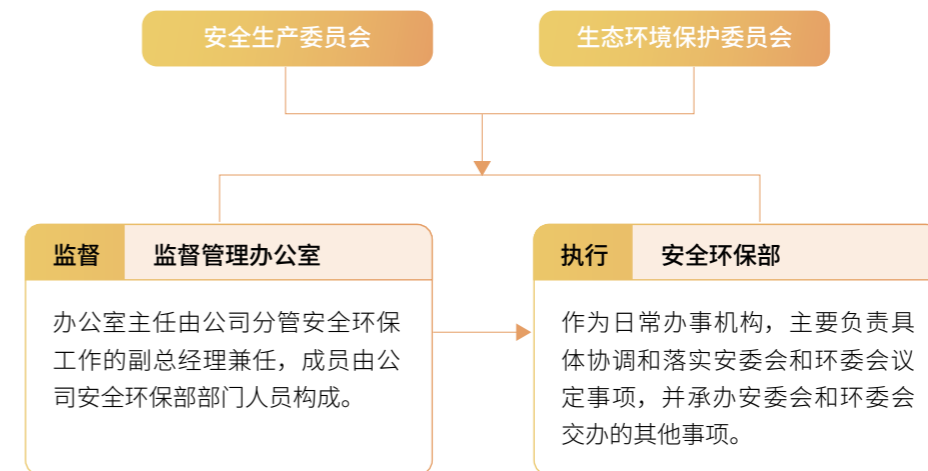 安全生产委员会
生态环境保护委员会
监督 监督管理办公室
办公室主任由公司分管安全环保
工作的副总经理兼任，成员由公
司安全环保部部门人员构成。
执行 安全环保部
作为日常办事机构，主要负责具
体协调和落实安委会和环委会议
定事项，并承办安委会和环委会
交办的其他事项。